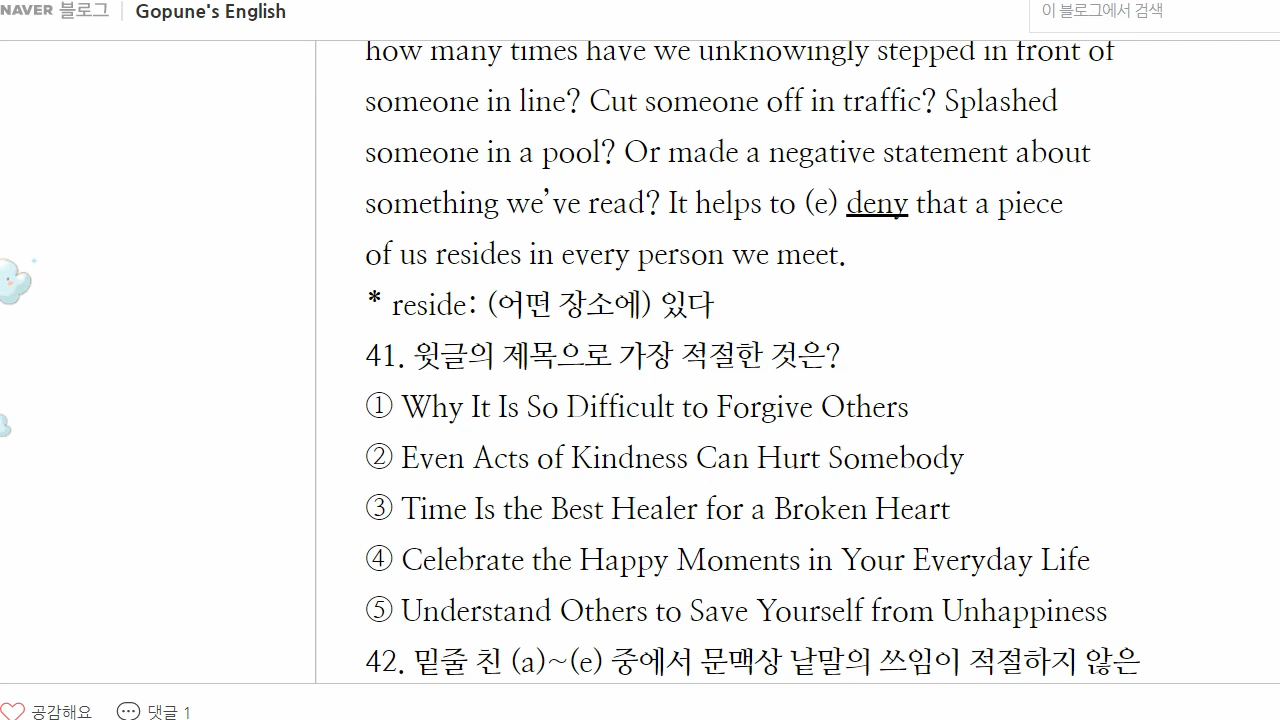 NAVER 블로그 Gopune's English 이 블로그에서 검색
how many times have we unknowingly stepped in front of
someone in line? Cut someone off in traffic? Splashed
someone in a pool? Or made a negative statement about
something we've read? It helps to (e) deny that a piece
of us resides in every person we meet.
* reside: (어떤 장소에) 있다
41. 윗글의 제목으로 가장 적절한 것은?
① Why It Is So Difficult to Forgive Others
② Even Acts of Kindness Can Hurt Somebody
③ Time Is the Best Healer for a Broken Heart
④ Celebrate the Happy Moments in Your Everyday Life
⑤ Understand Others to Save Yourself from Unhappiness
42. 밑줄 친 (a)~(e) 중에서 문맥상 낱말의 쓰임이 적절하지 않은
공감해요 댓글 1